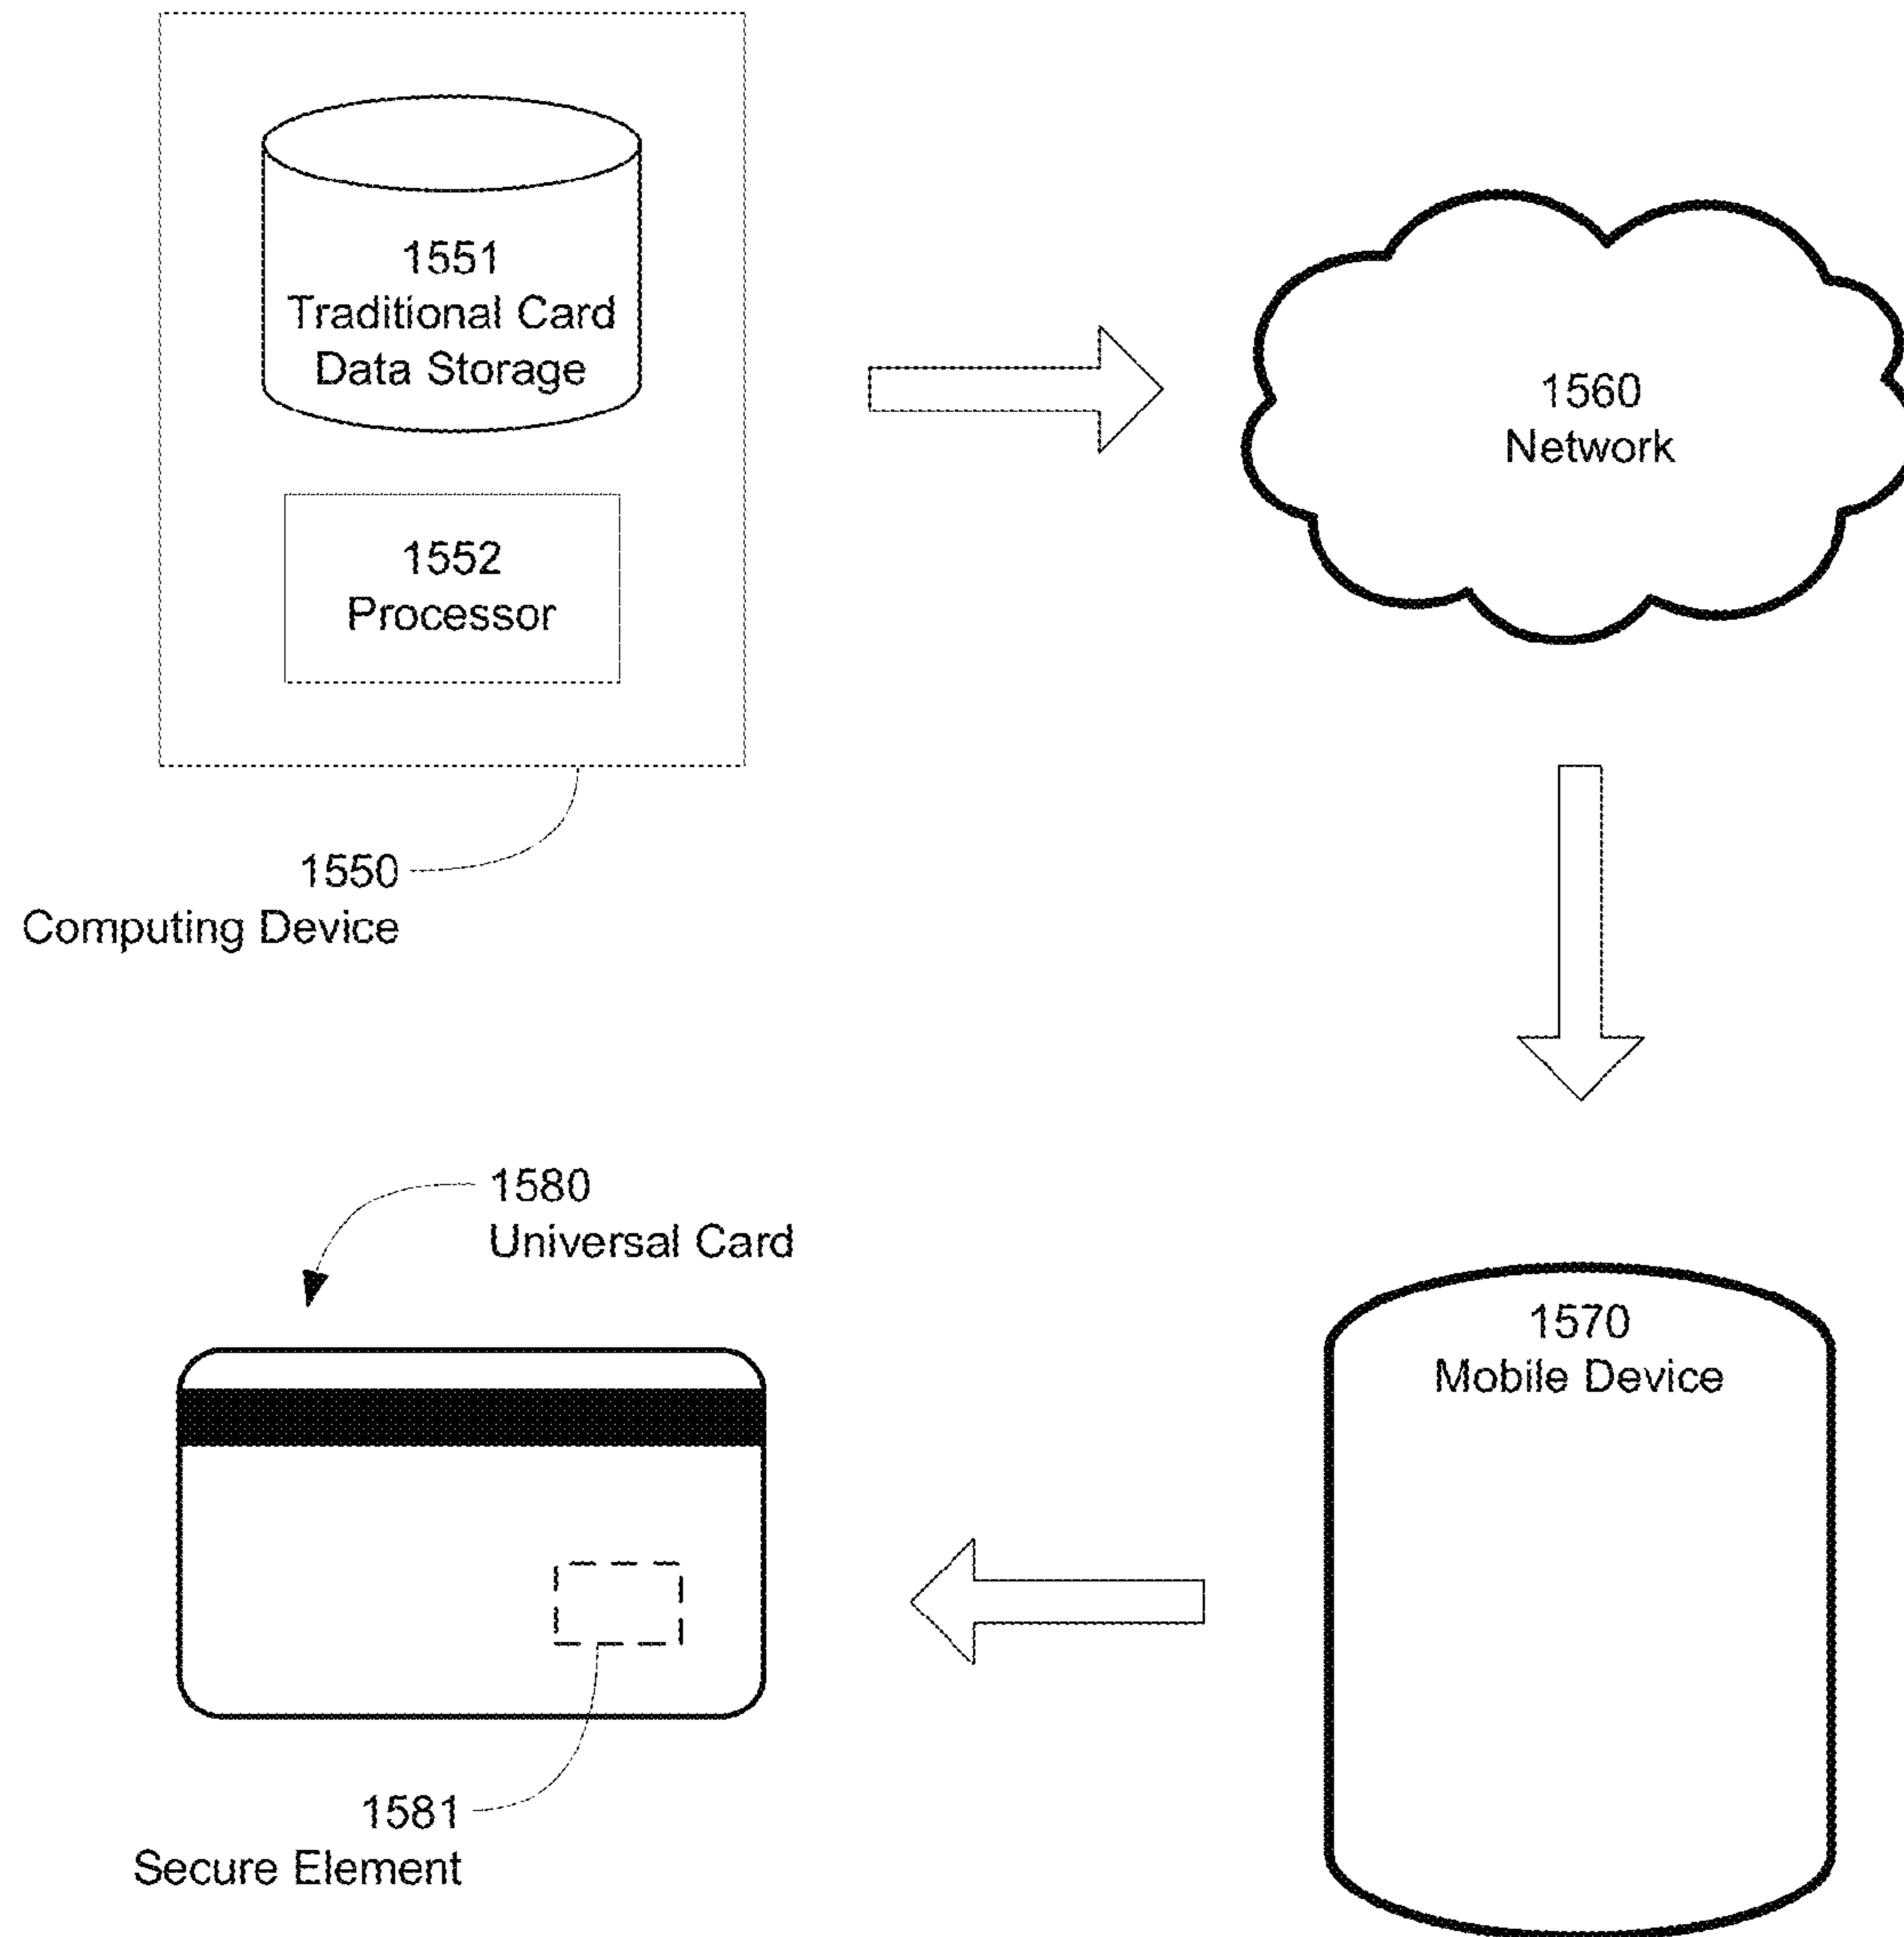 1551
Traditional Card
Data Storage
1552
Processor
1550
Computing Device
1560
Network
1580
Universal Card
1581
Secure Element
1570
Mobile Device